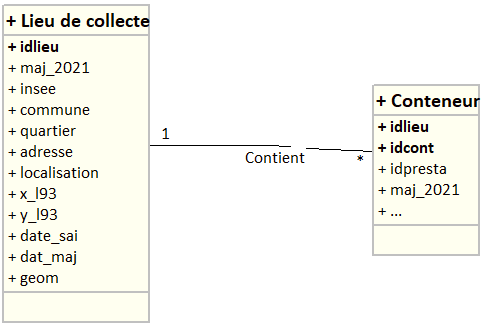 + Lieu de collecte
+ idlieu
+ maj_2021
+ insee
+ commune
+ quartier
+ adresse
+ localisation
+ x_l93
+ y_l93
+ date_sai
+ dat_maj
+ geom
1
Contient
*
+ Conteneur
+ idlieu
+ idcont
+ idpresta
+ maj_2021
+ ...